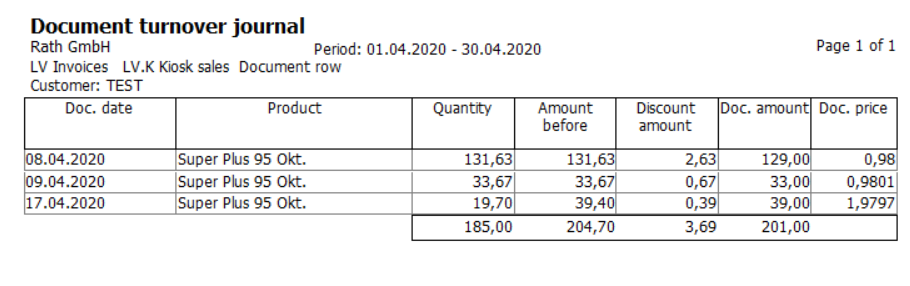 Document turnover journal
Rath GmbH Period: 01.04.2020 - 30.04.2020 Page 1 of 1
LV Invoices LV.K Kiosk sales Document row
Customer: TEST
Doc. date Product Quantity Amount before Discount amount Doc. amount Doc. price
08.04.2020 Super Plus 95 Okt. 131,63 131,63 2,63 129,00 0,98
09.04.2020 Super Plus 95 Okt. 33,67 33,67 0,67 33,00 0,9801
17.04.2020 Super Plus 95 Okt. 19,70 39,40 0,39 39,00 1,9797
185,00 204,70 3,69 201,00